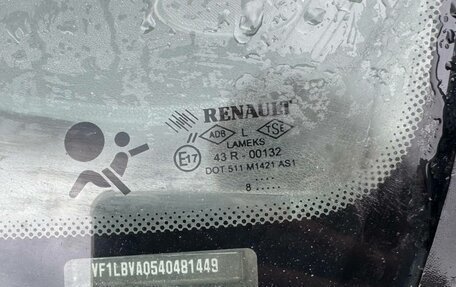 RENAULT
ADB L TSE
LAMEKS
E17 43 R - 00132
DOT 511 M1421 AS1
8 .....
VF1LBVA0540481449